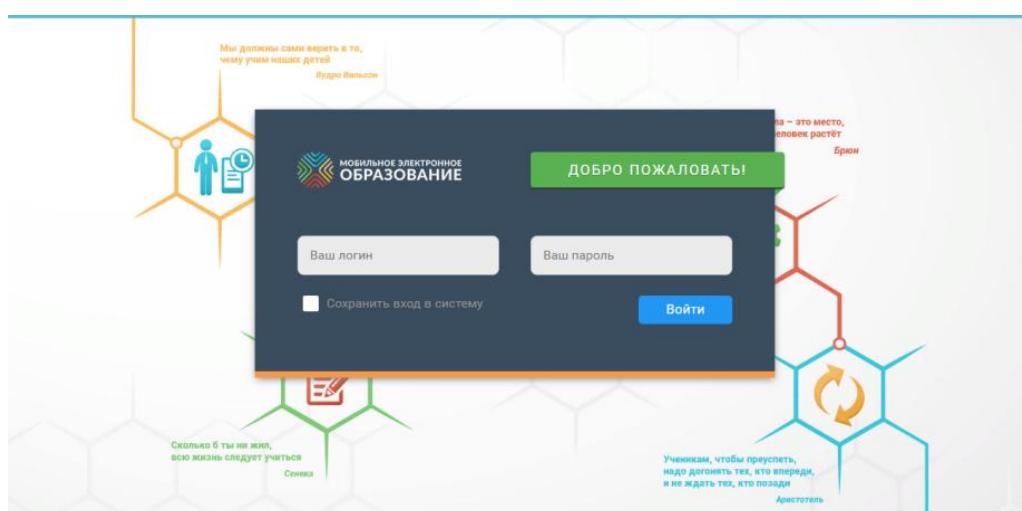 Мы должны сами верить в то,
чему учим наших детей
Вудро Вильсон
ла – это место,
еловек растёт
Брюн
МОБИЛЬНОЕ ЭЛЕКТРОННОЕ
ОБРАЗОВАНИЕ
ДОБРО ПОЖАЛОВАТЬ!
Ваш логин
Ваш пароль
Сохранить вход в систему
Войти
Сколько б ты ни жил,
всю жизнь следует учиться
Сенека
Ученикам, чтобы преуспеть,
надо догонять тех, кто впереди,
и не ждать тех, кто позади
Аристотель